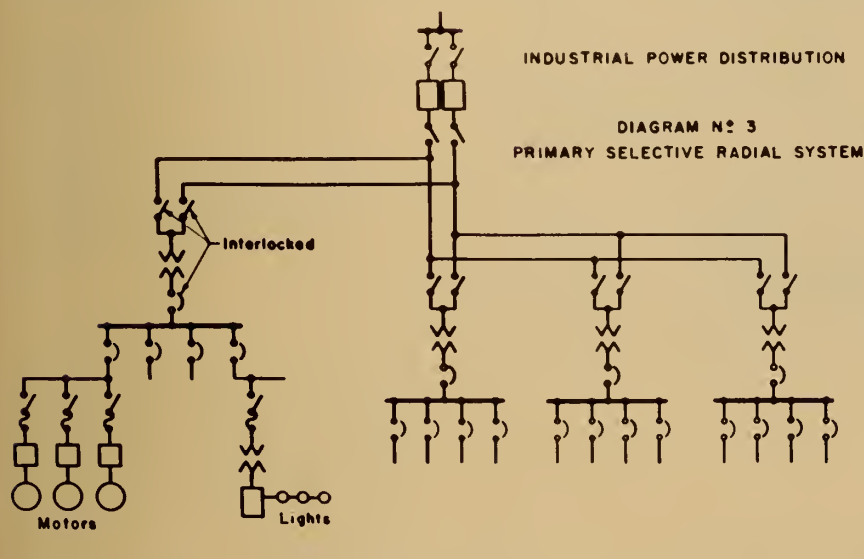 INDUSTRIAL POWER DISTRIBUTION
DIAGRAM Nº 3
PRIMARY SELECTIVE RADIAL SYSTEM
Interlocked
Motors
Lights